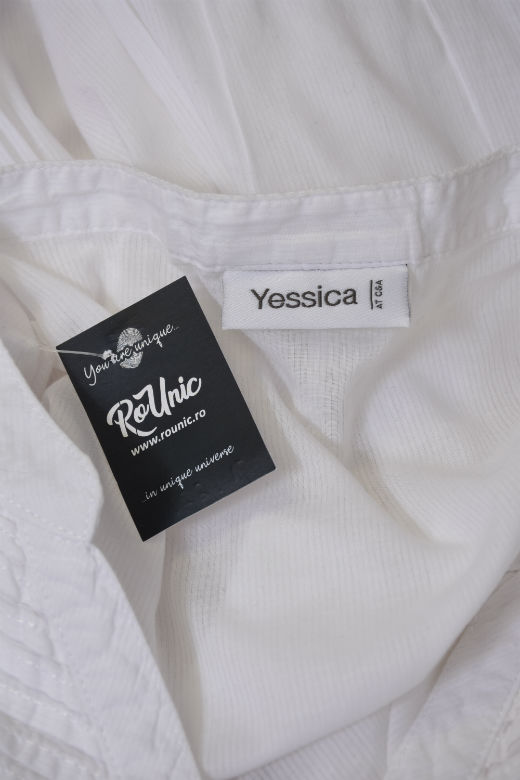 Yessica
AT C&A
You are unique...
RoUnic
www.rounic.ro
...in unique universe